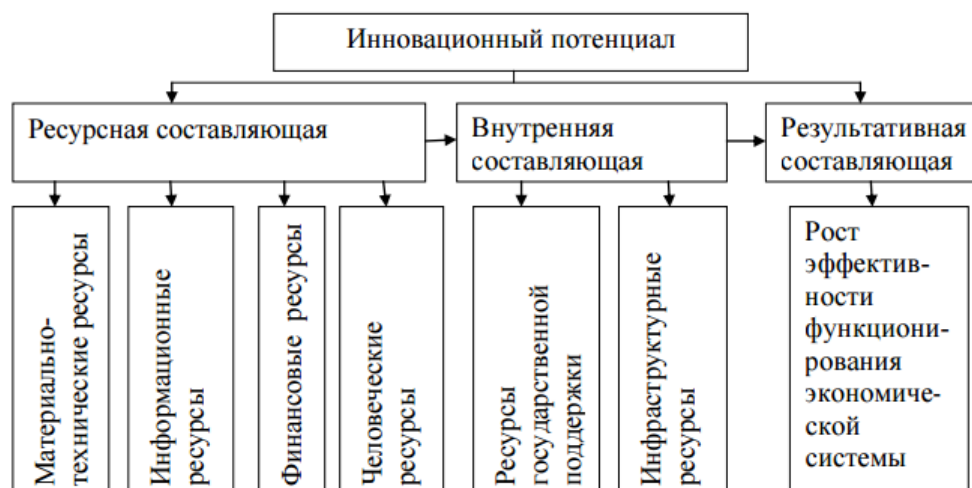 Инновационный потенциал
Ресурсная составляющая
Внутренняя
составляющая
Результативная
составляющая
Материально-
технические ресурсы
Информационные
ресурсы
Финансовые ресурсы
Человеческие
ресурсы
Ресурсы
государственной
поддержки
Инфраструктурные
ресурсы
Рост
эффектив-
ности
функциони-
рования
экономиче-
ской
системы